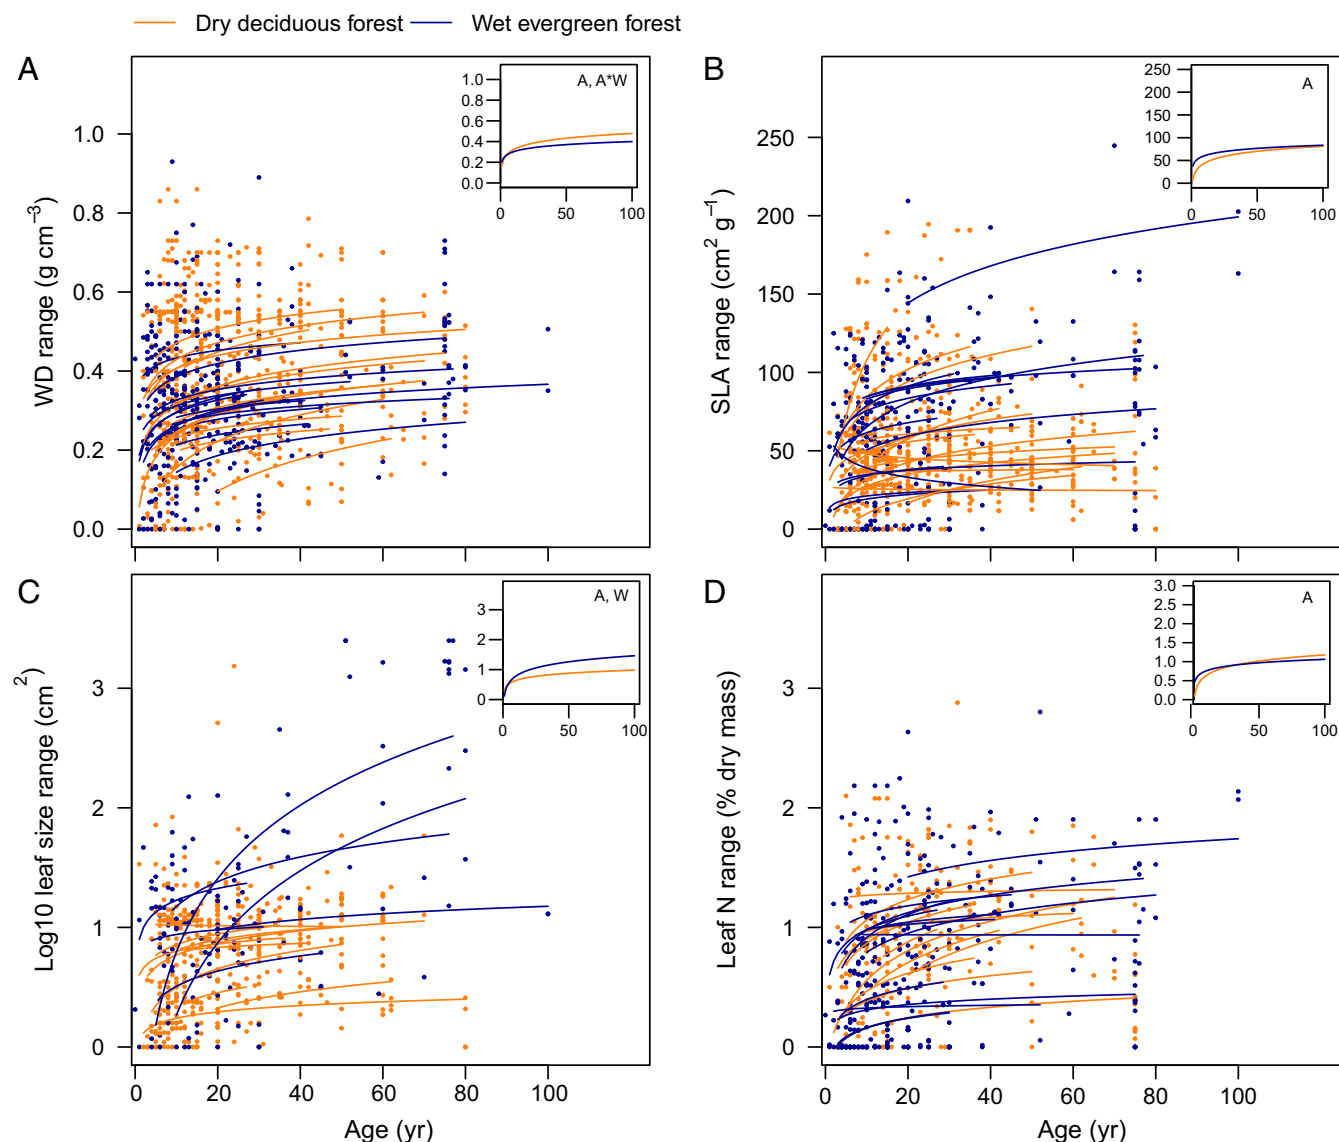 Dry deciduous forest Wet evergreen forest
A
WD range (g cm⁻³)
1.0
0.8
0.6
0.4
0.2
0.0
A, A*W
1.0
0.8
0.6
0.4
0.2
0.0
0 50 100
B
SLA range (cm² g⁻¹)
250
200
150
100
50
0
A
250
200
150
100
50
0
0 50 100
C
Log10 leaf size range (cm²)
3
2
1
0
A, W
3
2
1
0
0 50 100
0 20 40 60 80 100
Age (yr)
D
Leaf N range (% dry mass)
3
2
1
0
A
3.0
2.5
2.0
1.5
1.0
0.5
0.0
0 50 100
0 20 40 60 80 100
Age (yr)